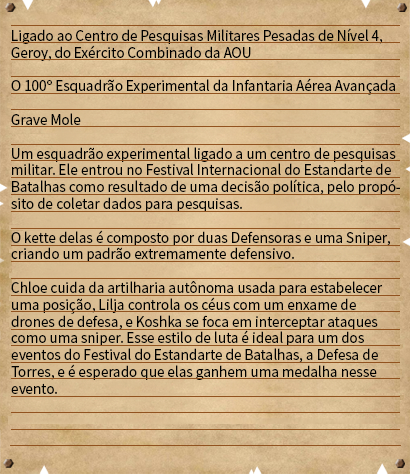 Ligado ao Centro de Pesquisas Militares Pesadas de Nível 4,
Geroy, do Exército Combinado da AOU
O 100º Esquadrão Experimental da Infantaria Aérea Avançada
Grave Mole
Um esquadrão experimental ligado a um centro de pesquisas
militar. Ele entrou no Festival Internacional do Estandarte de
Batalhas como resultado de uma decisão política, pelo propó-
sito de coletar dados para pesquisas.
O kette delas é composto por duas Defensoras e uma Sniper,
criando um padrão extremamente defensivo.
Chloe cuida da artilharia autônoma usada para estabelecer
uma posição, Lilja controla os céus com um enxame de
drones de defesa, e Koshka se foca em interceptar ataques
como uma sniper. Esse estilo de luta é ideal para um dos
eventos do Festival do Estandarte de Batalhas, a Defesa de
Torres, e é esperado que elas ganhem uma medalha nesse
evento.